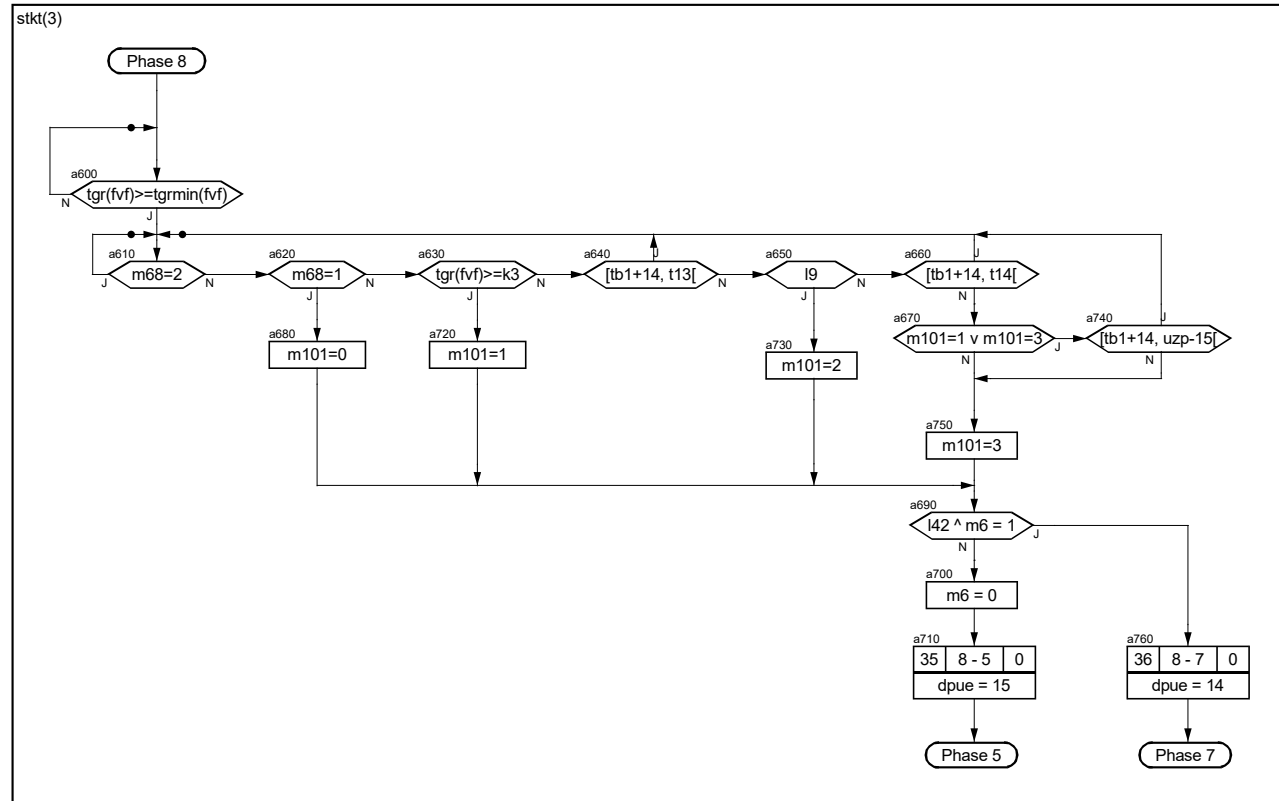 stkt(3)
Phase 8
a600
tgr(fvf)>=tgrmin(fvf)
N
J
a610
m68=2
J
N
a620
m68=1
N
J
a630
tgr(fvf)>=k3
N
J
a640
[tb1+14, t13[
J
N
a650
l9
N
J
a660
[tb1+14, t14[
J
N
a670
m101=1 v m101=3
J
N
a740
[tb1+14, uzp-15[
J
N
a680
m101=0
a720
m101=1
a730
m101=2
a750
m101=3
a690
l42 ^ m6 = 1
J
N
a700
m6 = 0
a710
35 8 - 5 0
dpue = 15
a760
36 8 - 7 0
dpue = 14
Phase 5
Phase 7